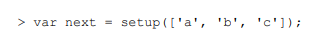 > var next = setup(['a', 'b', 'c']);